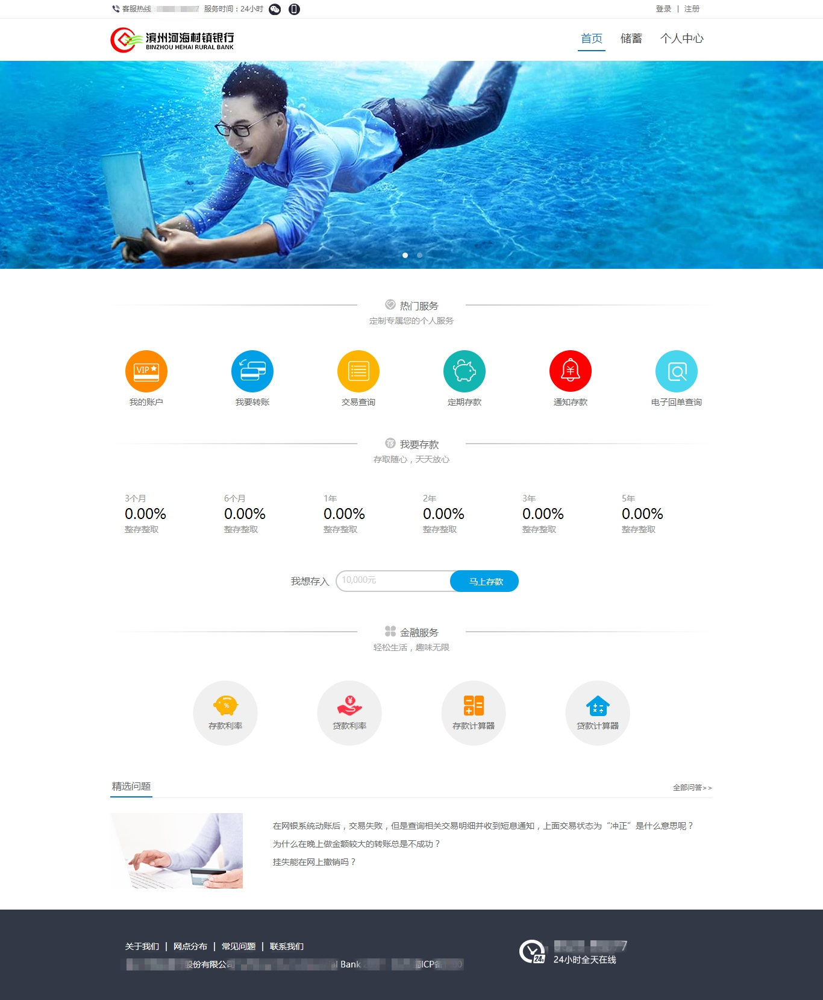 客服热线 服务时间：24小时
登录 | 注册
滨州河海村镇银行
BINZHOU HEHAI RURAL BANK
首页 储蓄 个人中心
热门服务
定制专属您的个人服务
VIP
我的账户 我要转账 交易查询 定期存款 通知存款 电子回单查询
存 我要存款
存取随心，天天放心
3个月 6个月 1年 2年 3年 5年
0.00% 0.00% 0.00% 0.00% 0.00% 0.00%
整存整取 整存整取 整存整取 整存整取 整存整取 整存整取
我想存入 10,000元 马上存款
金融服务
轻松生活，趣味无限
存款利率 贷款利率 存款计算器 贷款计算器
精选问题 全部问答>>
在网银系统动账后，交易失败，但是查询相关交易明细并收到短息通知，上面交易状态为“冲正”是什么意思呢？
为什么在晚上做金额较大的转账总是不成功？
挂失能在网上撤销吗？
关于我们 | 网点分布 | 常见问题 | 联系我们
股份有限公司 Bank ICP备
24h
24小时全天在线